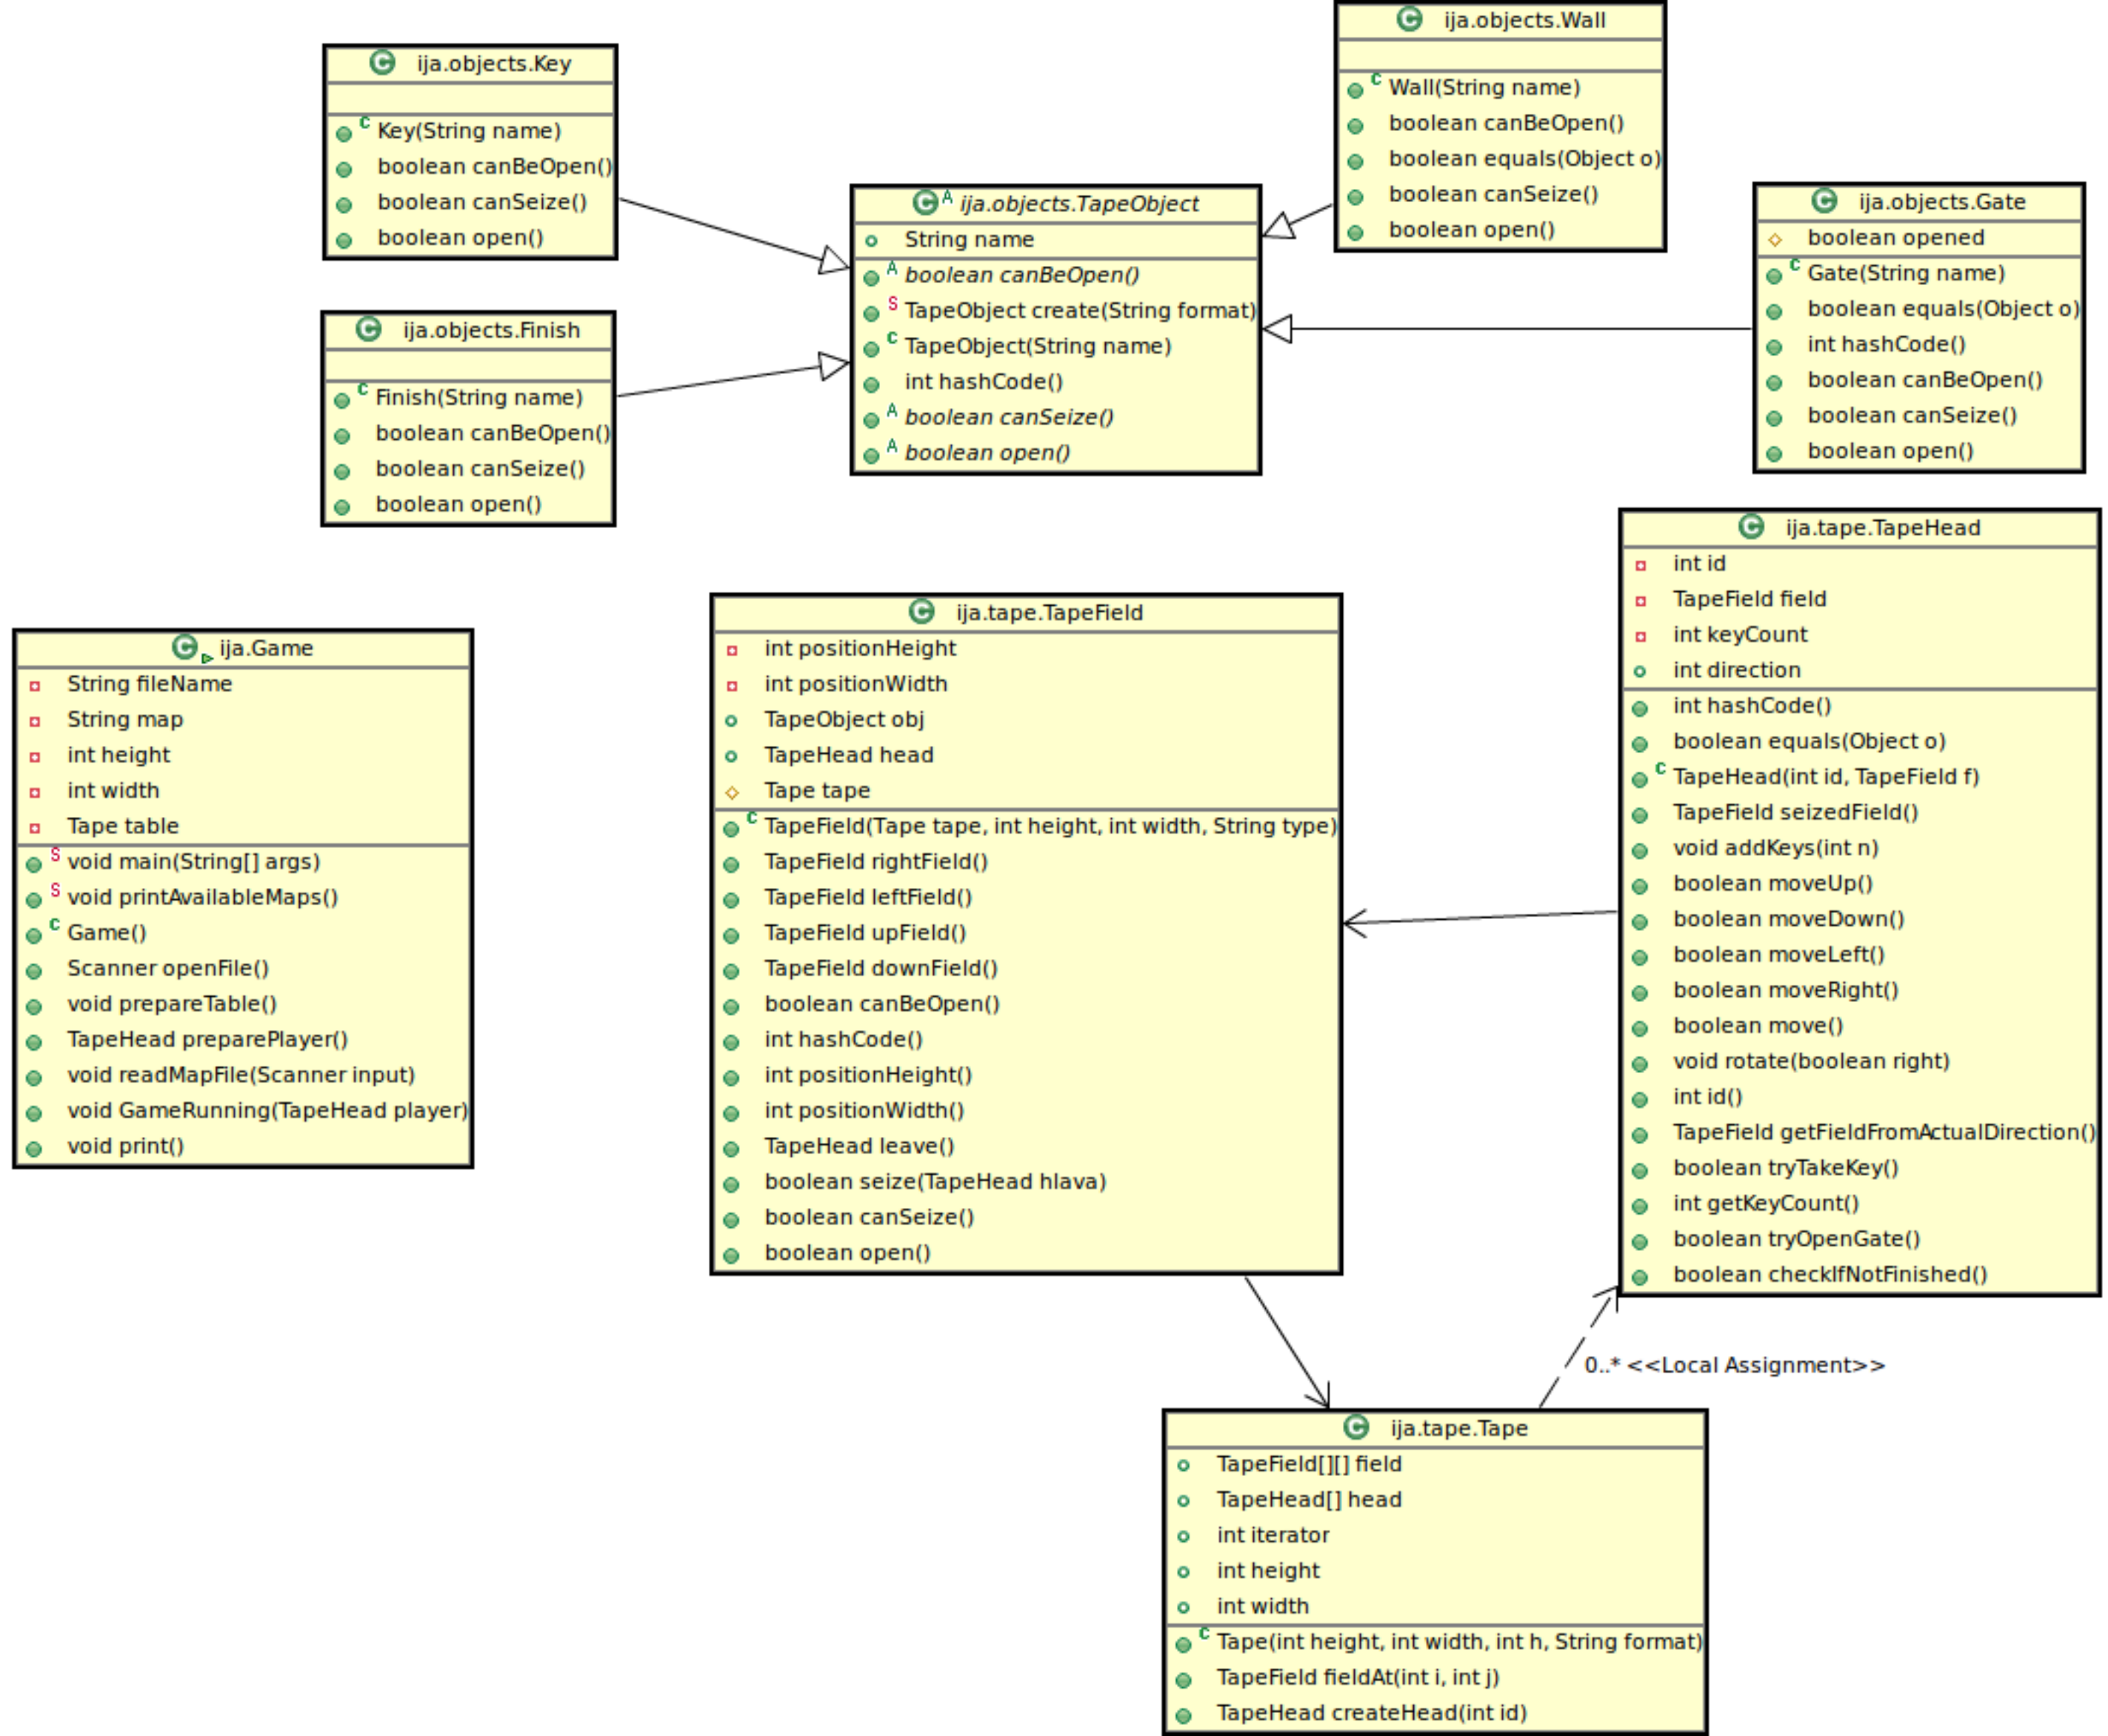 ija.objects.Key
Key(String name)
boolean canBeOpen()
boolean canSeize()
boolean open()
ija.objects.Finish
Finish(String name)
boolean canBeOpen()
boolean canSeize()
boolean open()
A ija.objects.TapeObject
String name
A boolean canBeOpen()
S TapeObject create(String format)
C TapeObject(String name)
int hashCode()
A boolean canSeize()
A boolean open()
ija.objects.Wall
C Wall(String name)
boolean canBeOpen()
boolean equals(Object o)
boolean canSeize()
boolean open()
ija.objects.Gate
boolean opened
C Gate(String name)
boolean equals(Object o)
int hashCode()
boolean canBeOpen()
boolean canSeize()
boolean open()
ija.Game
String fileName
String map
int height
int width
Tape table
S void main(String[] args)
S void printAvailableMaps()
C Game()
Scanner openFile()
void prepareTable()
TapeHead preparePlayer()
void readMapFile(Scanner input)
void GameRunning(TapeHead player)
void print()
ija.tape.TapeField
int positionHeight
int positionWidth
TapeObject obj
TapeHead head
Tape tape
C TapeField(Tape tape, int height, int width, String type)
TapeField rightField()
TapeField leftField()
TapeField upField()
TapeField downField()
boolean canBeOpen()
int hashCode()
int positionHeight()
int positionWidth()
TapeHead leave()
boolean seize(TapeHead hlava)
boolean canSeize()
boolean open()
ija.tape.TapeHead
int id
TapeField field
int keyCount
int direction
int hashCode()
boolean equals(Object o)
C TapeHead(int id, TapeField f)
TapeField seizedField()
void addKeys(int n)
boolean moveUp()
boolean moveDown()
boolean moveLeft()
boolean moveRight()
boolean move()
void rotate(boolean right)
int id()
TapeField getFieldFromActualDirection()
boolean tryTakeKey()
int getKeyCount()
boolean tryOpenGate()
boolean checkIfNotFinished()
0..* <<Local Assignment>>
ija.tape.Tape
TapeField[][] field
TapeHead[] head
int iterator
int height
int width
C Tape(int height, int width, int h, String format)
TapeField fieldAt(int i, int j)
TapeHead createHead(int id)